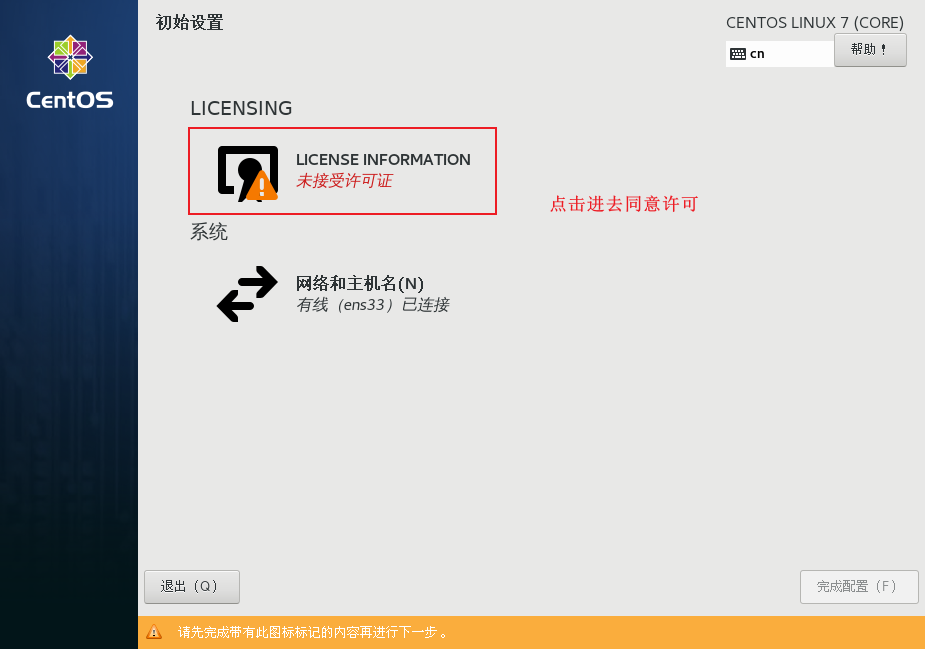 初始设置
CENTOS LINUX 7 (CORE)
cn
帮助！
CentOS
LICENSING
LICENSE INFORMATION
未接受许可证
点击进去同意许可
系统
网络和主机名(N)
有线（ens33）已连接
退出（Q）
完成配置（F）
请先完成带有此图标标记的内容再进行下一步。